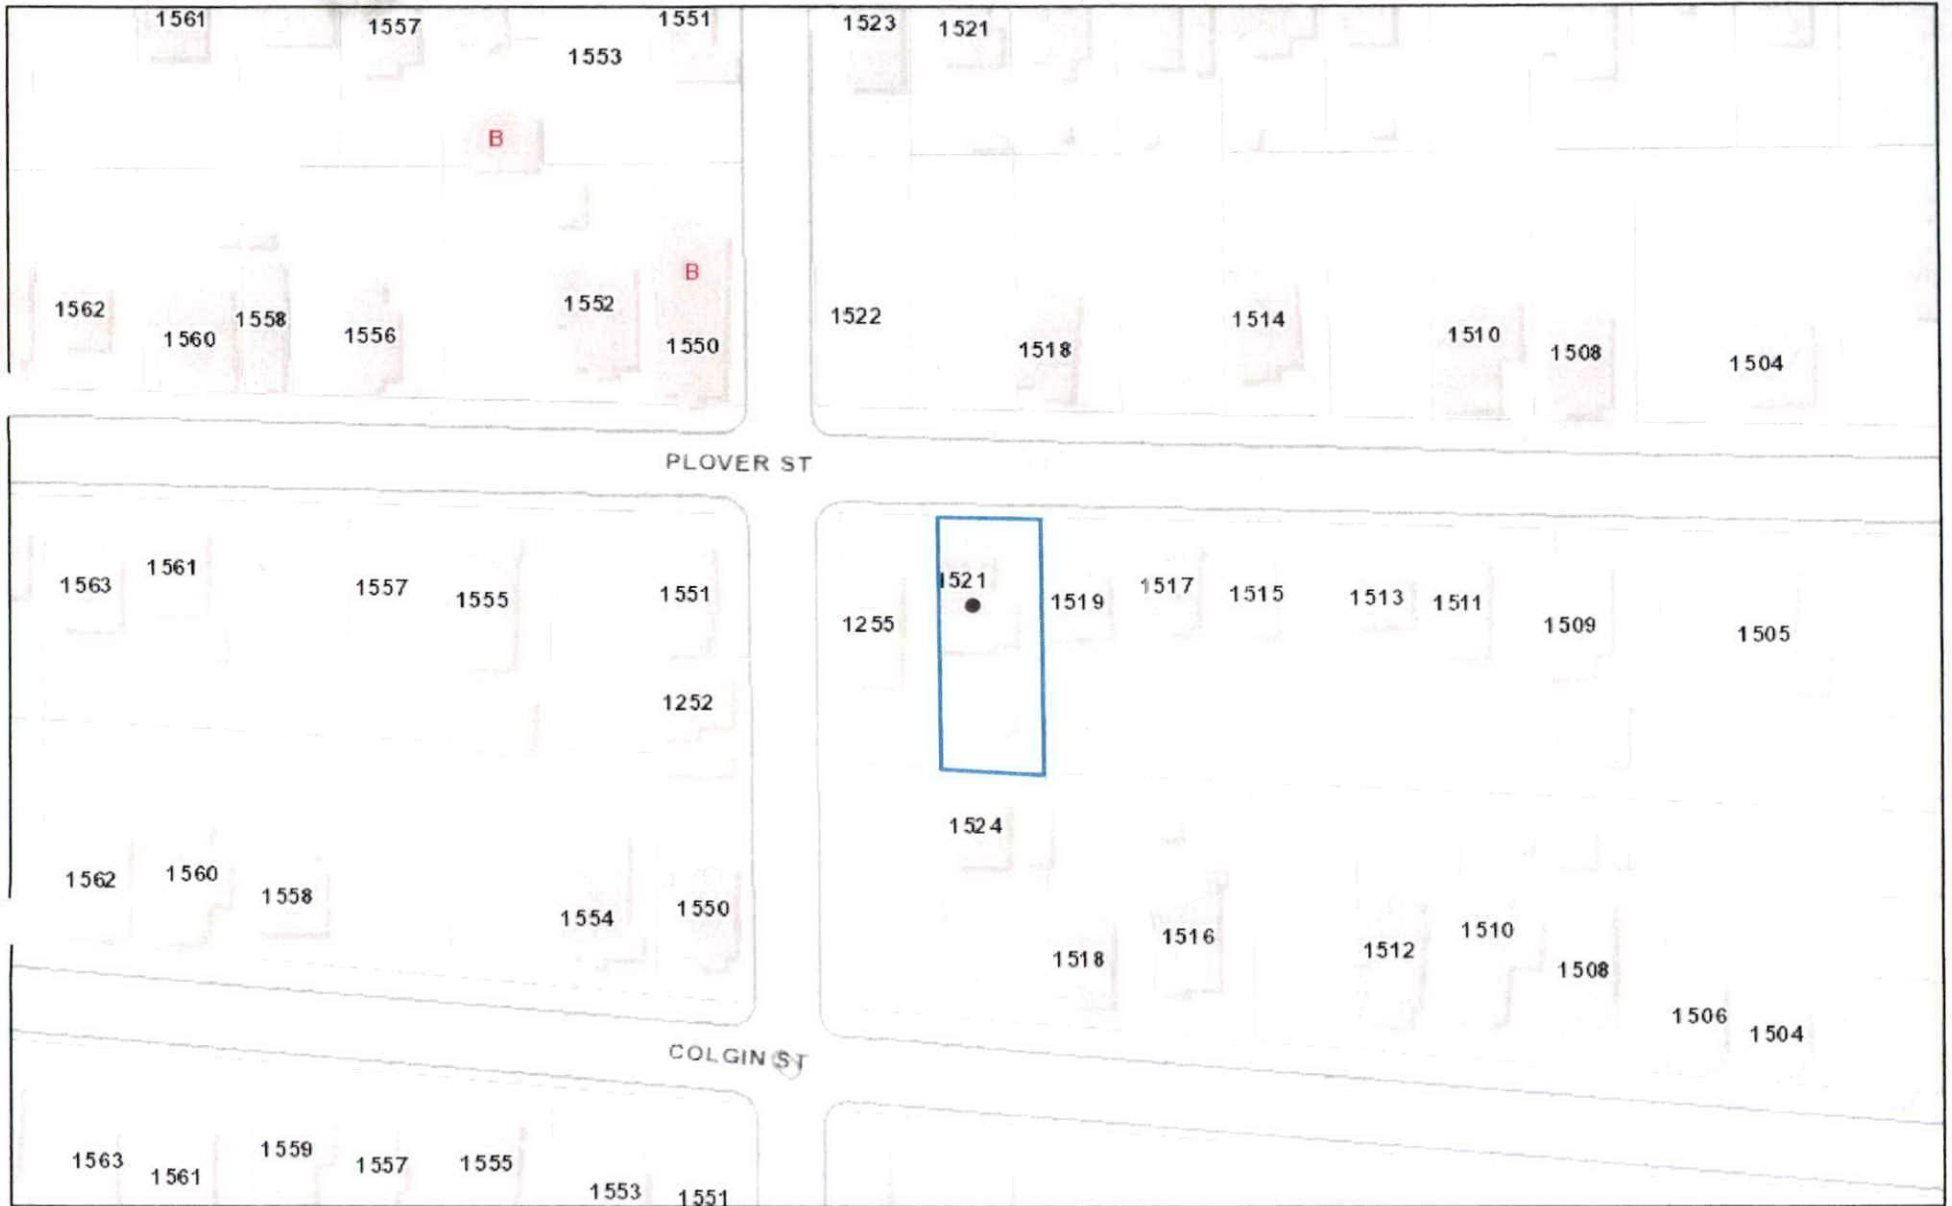 1561 1557 1551 1523 1521
1553
B
B
1562 1560 1558 1556 1552 1550 1522 1518 1514 1510 1508 1504
PLOVER ST
1563 1561 1557 1555 1551 1255 1521 1519 1517 1515 1513 1511 1509 1505
1252
1524
1562 1560 1558 1554 1550 1518 1516 1512 1510 1508 1506 1504
COLGIN ST
1563 1561 1559 1557 1555 1553 1551